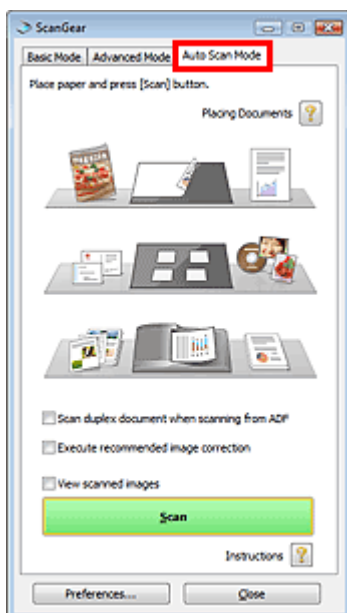 ScanGear
Basic Mode Advanced Mode Auto Scan Mode
Place paper and press [Scan] button.
Placing Documents
Scan duplex document when scanning from ADF
Execute recommended image correction
View scanned images
Scan
Instructions
Preferences... Close